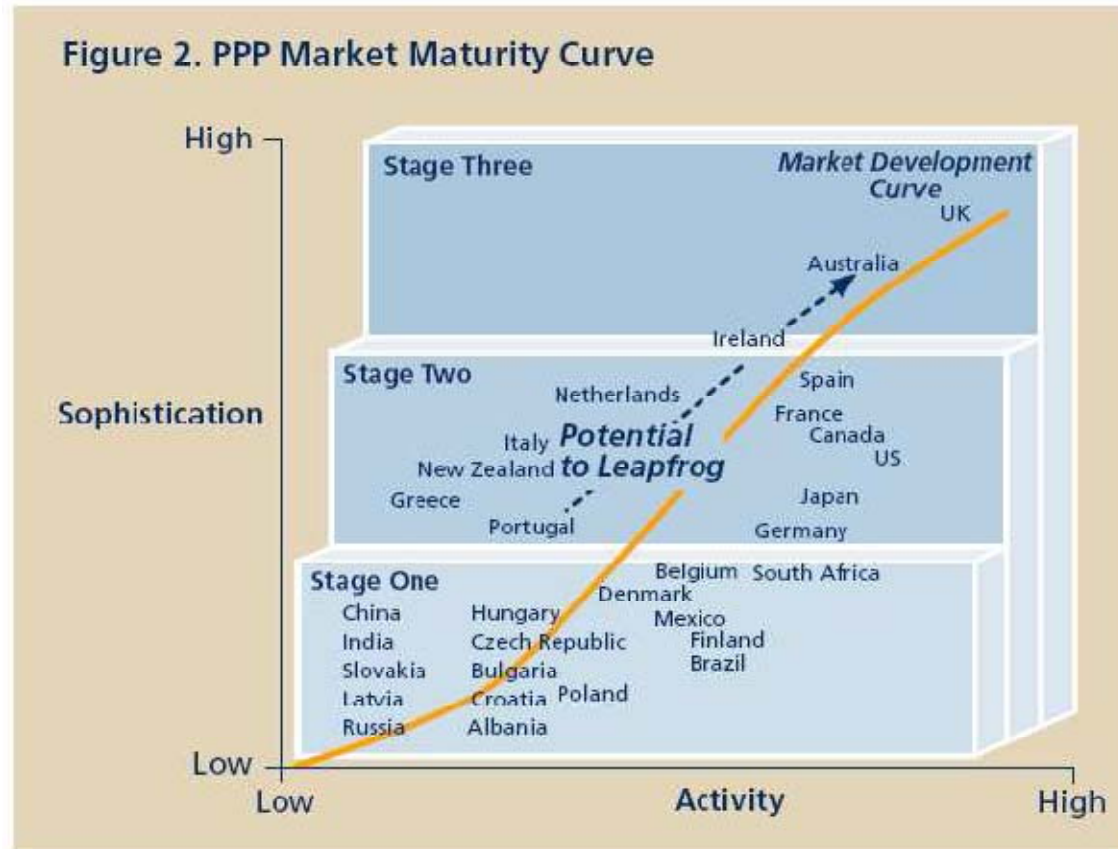 Figure 2. PPP Market Maturity Curve
High
Stage Three
Market Development
Curve
UK
Australia
Ireland
Stage Two
Netherlands
Spain
France
Sophistication
Italy
Potential
Canada
New Zealand
to Leapfrog
US
Greece
Japan
Portugal
Germany
Stage One
Belgium
South Africa
Denmark
China
Hungary
Mexico
India
Czech Republic
Finland
Slovakia
Bulgaria
Brazil
Latvia
Croatia
Poland
Russia
Albania
Low
Low
Activity
High